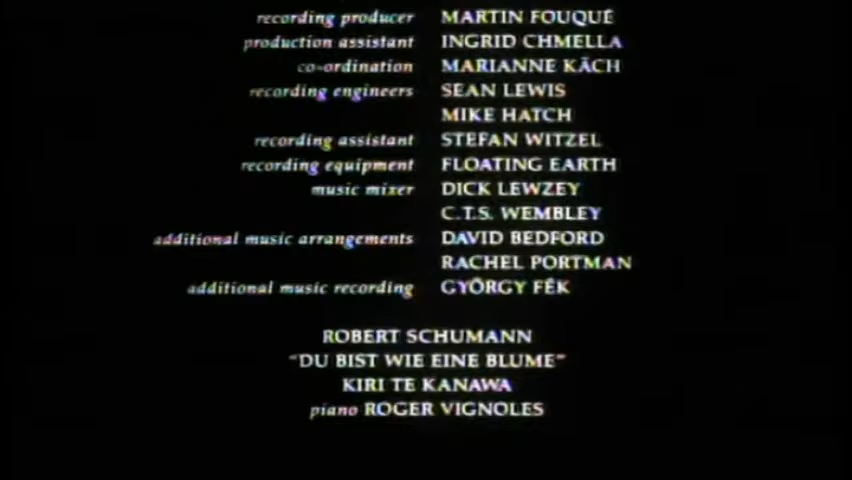 recording producer MARTIN FOUQUÉ
production assistant INGRID CHMELLA
co-ordination MARIANNE KÄCH
recording engineers SEAN LEWIS
MIKE HATCH
recording assistant STEFAN WITZEL
recording equipment FLOATING EARTH
music mixer DICK LEWZEY
C.T.S. WEMBLEY
additional music arrangements DAVID BEDFORD
RACHEL PORTMAN
additional music recording GYÖRGY FÉK
ROBERT SCHUMANN
"DU BIST WIE EINE BLUME"
KIRI TE KANAWA
piano ROGER VIGNOLES